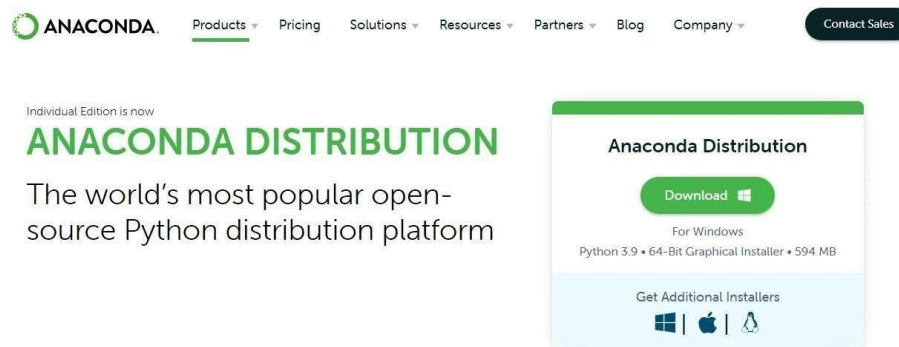 ANACONDA.
Products Pricing Solutions Resources Partners Blog Company Contact Sales
Individual Edition is now
ANACONDA DISTRIBUTION
The world's most popular open-
source Python distribution platform
Anaconda Distribution
Download
For Windows
Python 3.9 • 64-Bit Graphical Installer • 594 MB
Get Additional Installers